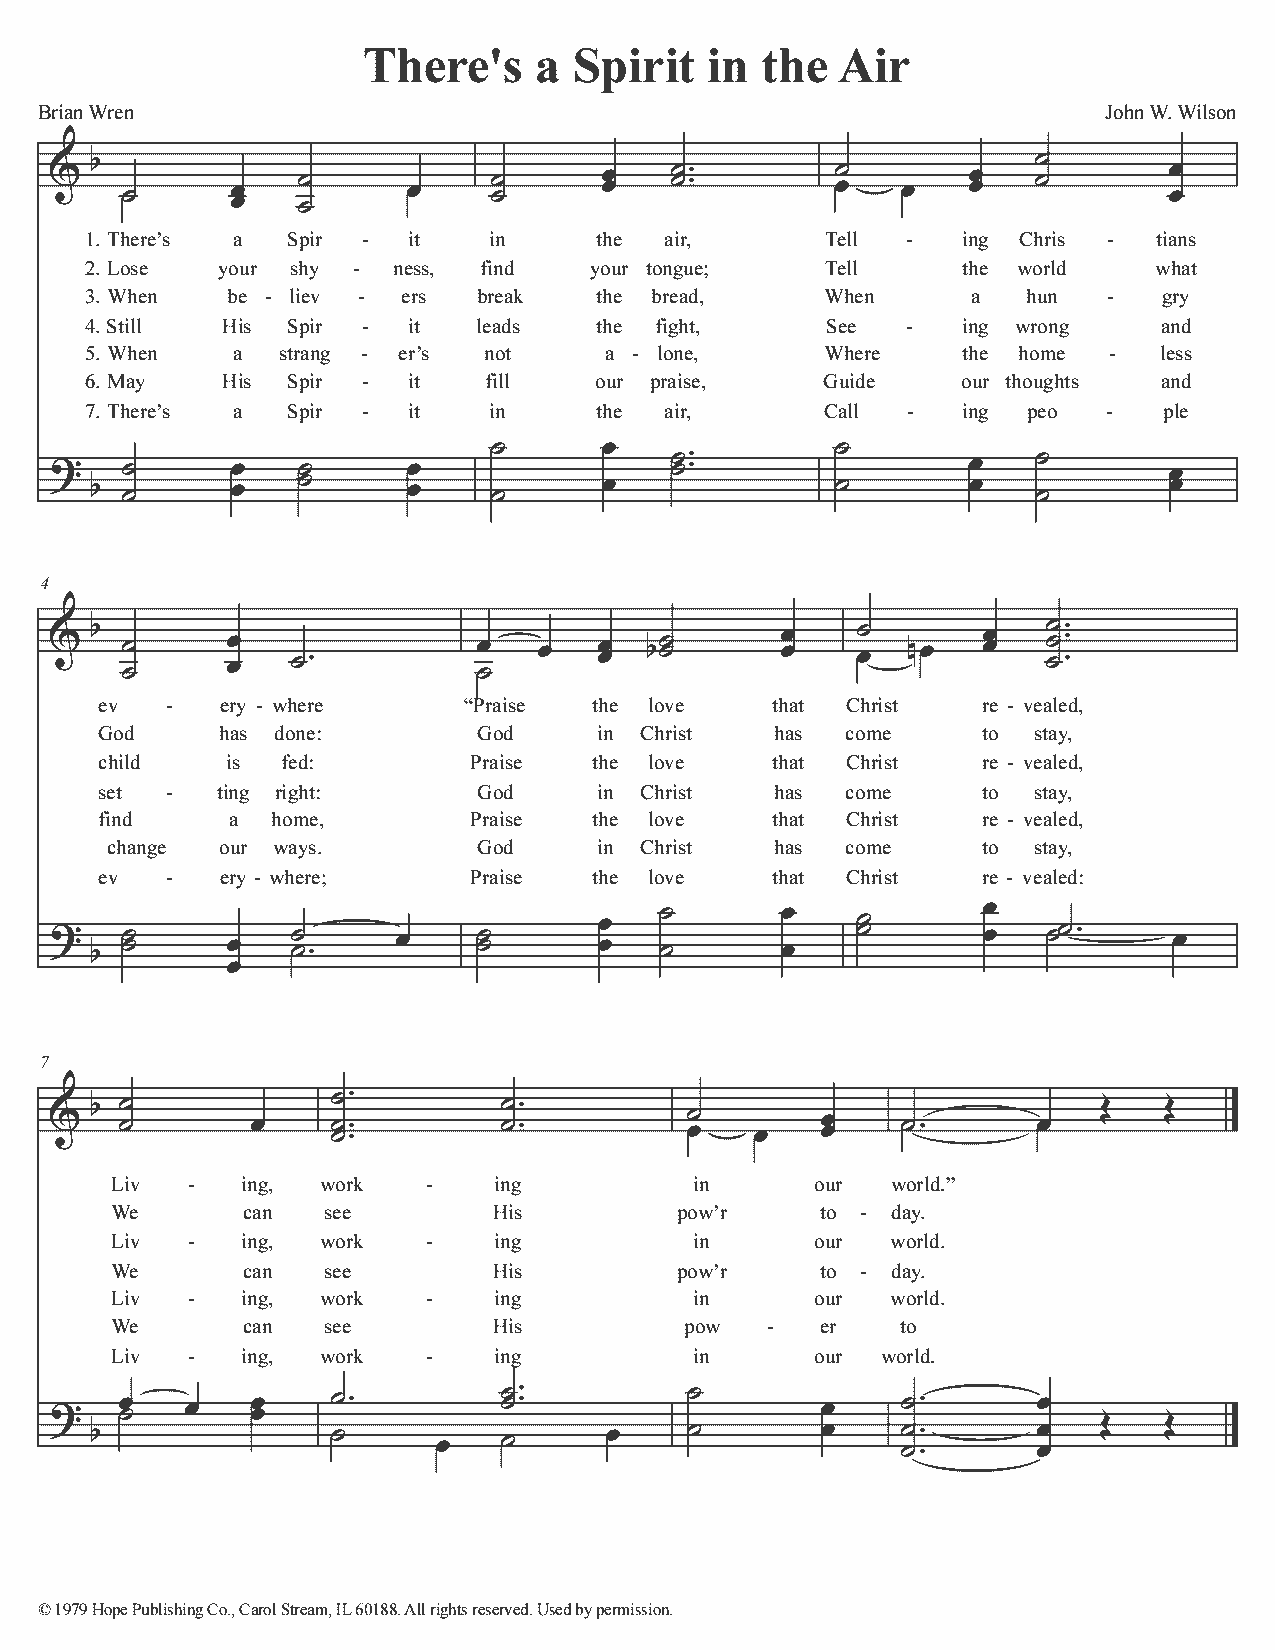 There's a Spirit in the Air
Brian Wren John W. Wilson
1. There’s a Spir - it in the air, Tell - ing Chris - tians
2. Lose your shy - ness, find your tongue; Tell the world what
3. When be - liev - ers break the bread, When a hun - gry
4. Still His Spir - it leads the fight, See - ing wrong and
5. When a strang - er’s not a - lone, Where the home - less
6. May His Spir - it fill our praise, Guide our thoughts and
7. There’s a Spir - it in the air, Call - ing peo - ple
4
ev - ery - where “Praise the love that Christ re - vealed,
God has done: God in Christ has come to stay,
child is fed: Praise the love that Christ re - vealed,
set - ting right: God in Christ has come to stay,
find a home, Praise the love that Christ re - vealed,
change our ways. God in Christ has come to stay,
ev - ery - where; Praise the love that Christ re - vealed:
7
Liv - ing, work - ing in our world.”
We can see His pow’r to - day.
Liv - ing, work - ing in our world.
We can see His pow’r to - day.
Liv - ing, work - ing in our world.
We can see His pow - er to
Liv - ing, work - ing in our world.
© 1979 Hope Publishing Co., Carol Stream, IL 60188. All rights reserved. Used by permission.